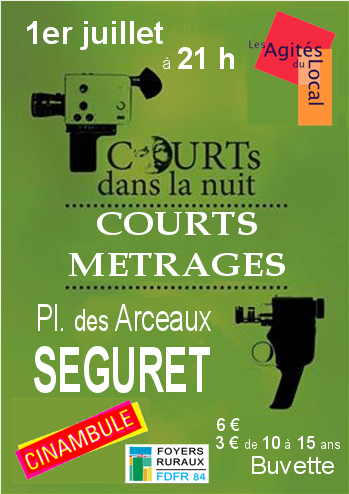 1er juillet
à 21 h
Les Agités
du Local
COURTs
dans la nuit
COURTS
METRAGES
Pl. des Arceaux
SEGURET
CINAMBULE
FOYERS
RURAUX
FDFR 84
6 €
3 € de 10 à 15 ans
Buvette